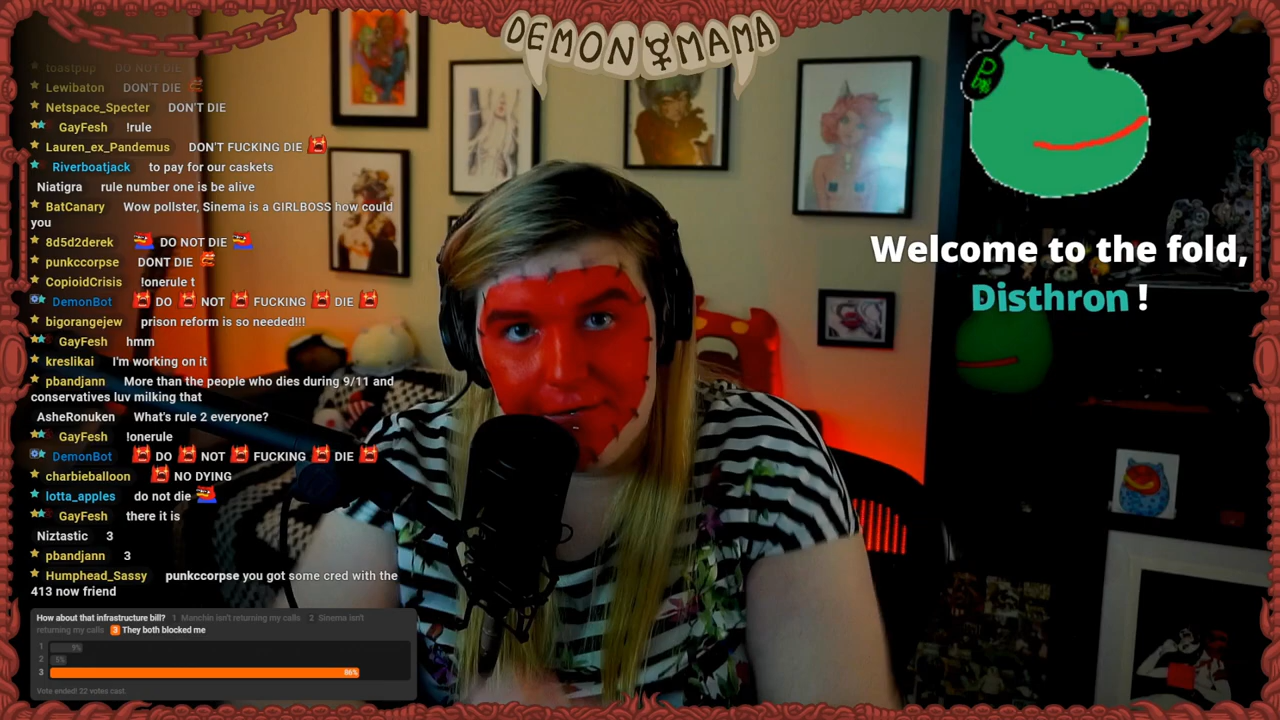 DEMON MAMA
toastpup DO NOT DIE
Lewibaton DON'T DIE
Netspace_Specter DON'T DIE
GayFesh !rule
Lauren_ex_Pandemus DON'T FUCKING DIE
Riverboatjack to pay for our caskets
Niatigra rule number one is be alive
BatCanary Wow pollster, Sinema is a GIRLBOSS how could
you
8d5d2derek DO NOT DIE
punkccorpse DONT DIE
CopioidCrisis !onerule t
DemonBot DO NOT FUCKING DIE
bigorangejew prison reform is so needed!!!
GayFesh hmm
kreslikai I'm working on it
pbandjann More than the people who dies during 9/11 and
conservatives luv milking that
AsheRonuken What's rule 2 everyone?
GayFesh !onerule
DemonBot DO NOT FUCKING DIE
charbieballoon NO DYING
lotta_apples do not die
GayFesh there it is
Niztastic 3
pbandjann 3
Humphead_Sassy punkccorpse you got some cred with the
413 now friend
How about that infrastructure bill? 1 Manchin isn't returning my calls 2 Sinema isn't
returning my calls 3 They both blocked me
1 9%
2 5%
3 86%
Vote ended! 22 votes cast.
Welcome to the fold,
Disthron !